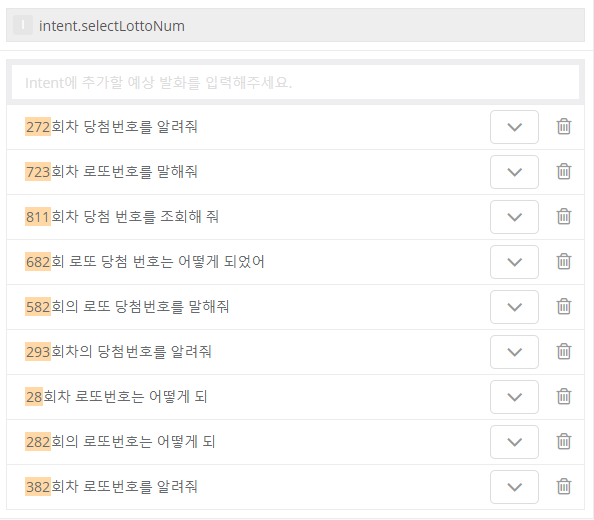 I intent.selectLottoNum
Intent에 추가할 예상 발화를 입력해주세요.
272회차 당첨번호를 알려줘
723회차 로또번호를 말해줘
811회차 당첨 번호를 조회해 줘
682회 로또 당첨 번호는 어떻게 되었어
582회의 로또 당첨번호를 말해줘
293회차의 당첨번호를 알려줘
28회차 로또번호는 어떻게 되
282회의 로또번호는 어떻게 되
382회차 로또번호를 알려줘